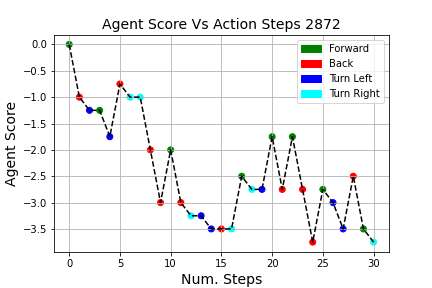 Agent Score Vs Action Steps 2872
Agent Score
0.0
−0.5
−1.0
−1.5
−2.0
−2.5
−3.0
−3.5
Forward
Back
Turn Left
Turn Right
0 5 10 15 20 25 30
Num. Steps